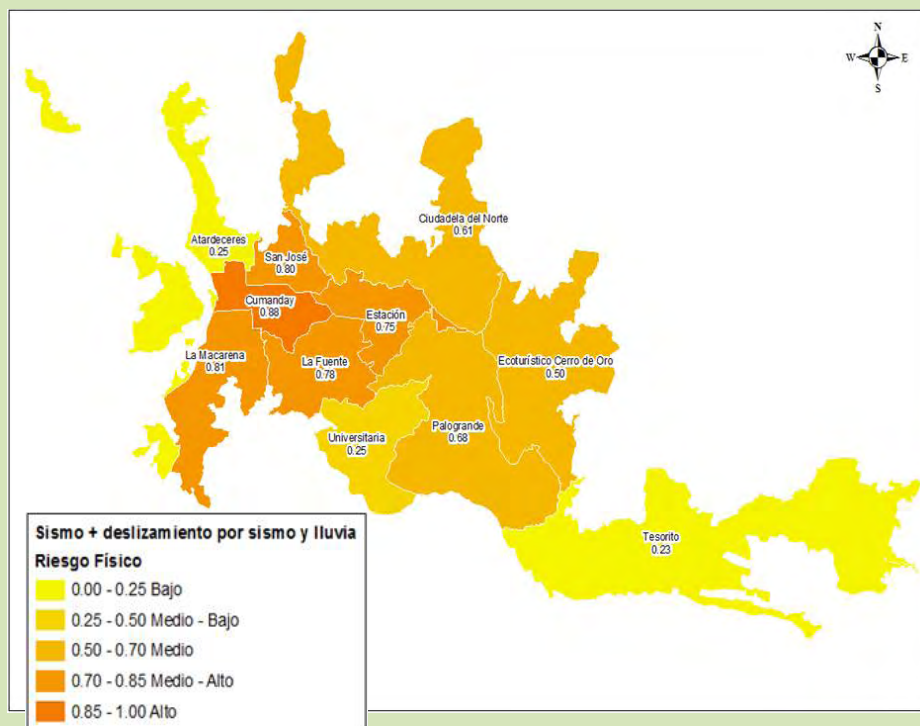 N
W E
S
Ciudadela del Norte
0.61
Atardeceres
0.25
San José
0.80
Cumanday
0.88
Estación
0.75
La Macarena
0.81
La Fuente
0.78
Ecoturístico Cerro de Oro
0.50
Universitaria
0.25
Palogrande
0.68
Tesorito
0.23
Sismo + deslizamiento por sismo y lluvia
Riesgo Físico
0.00 - 0.25 Bajo
0.25 - 0.50 Medio - Bajo
0.50 - 0.70 Medio
0.70 - 0.85 Medio - Alto
0.85 - 1.00 Alto